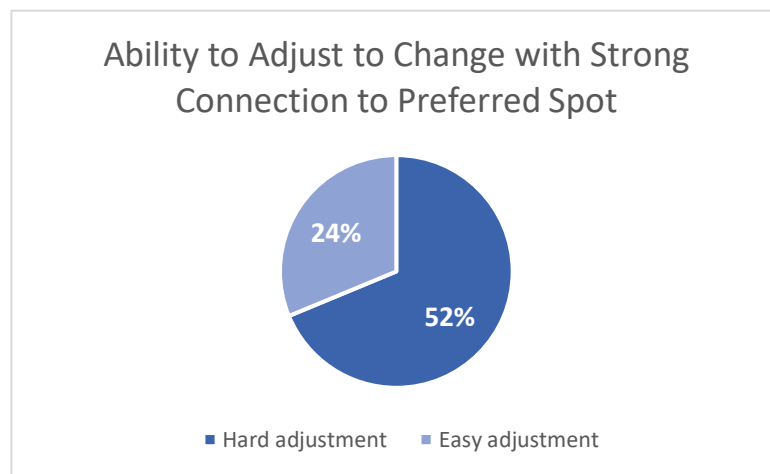 Ability to Adjust to Change with Strong
Connection to Preferred Spot
24%
52%
Hard adjustment
Easy adjustment